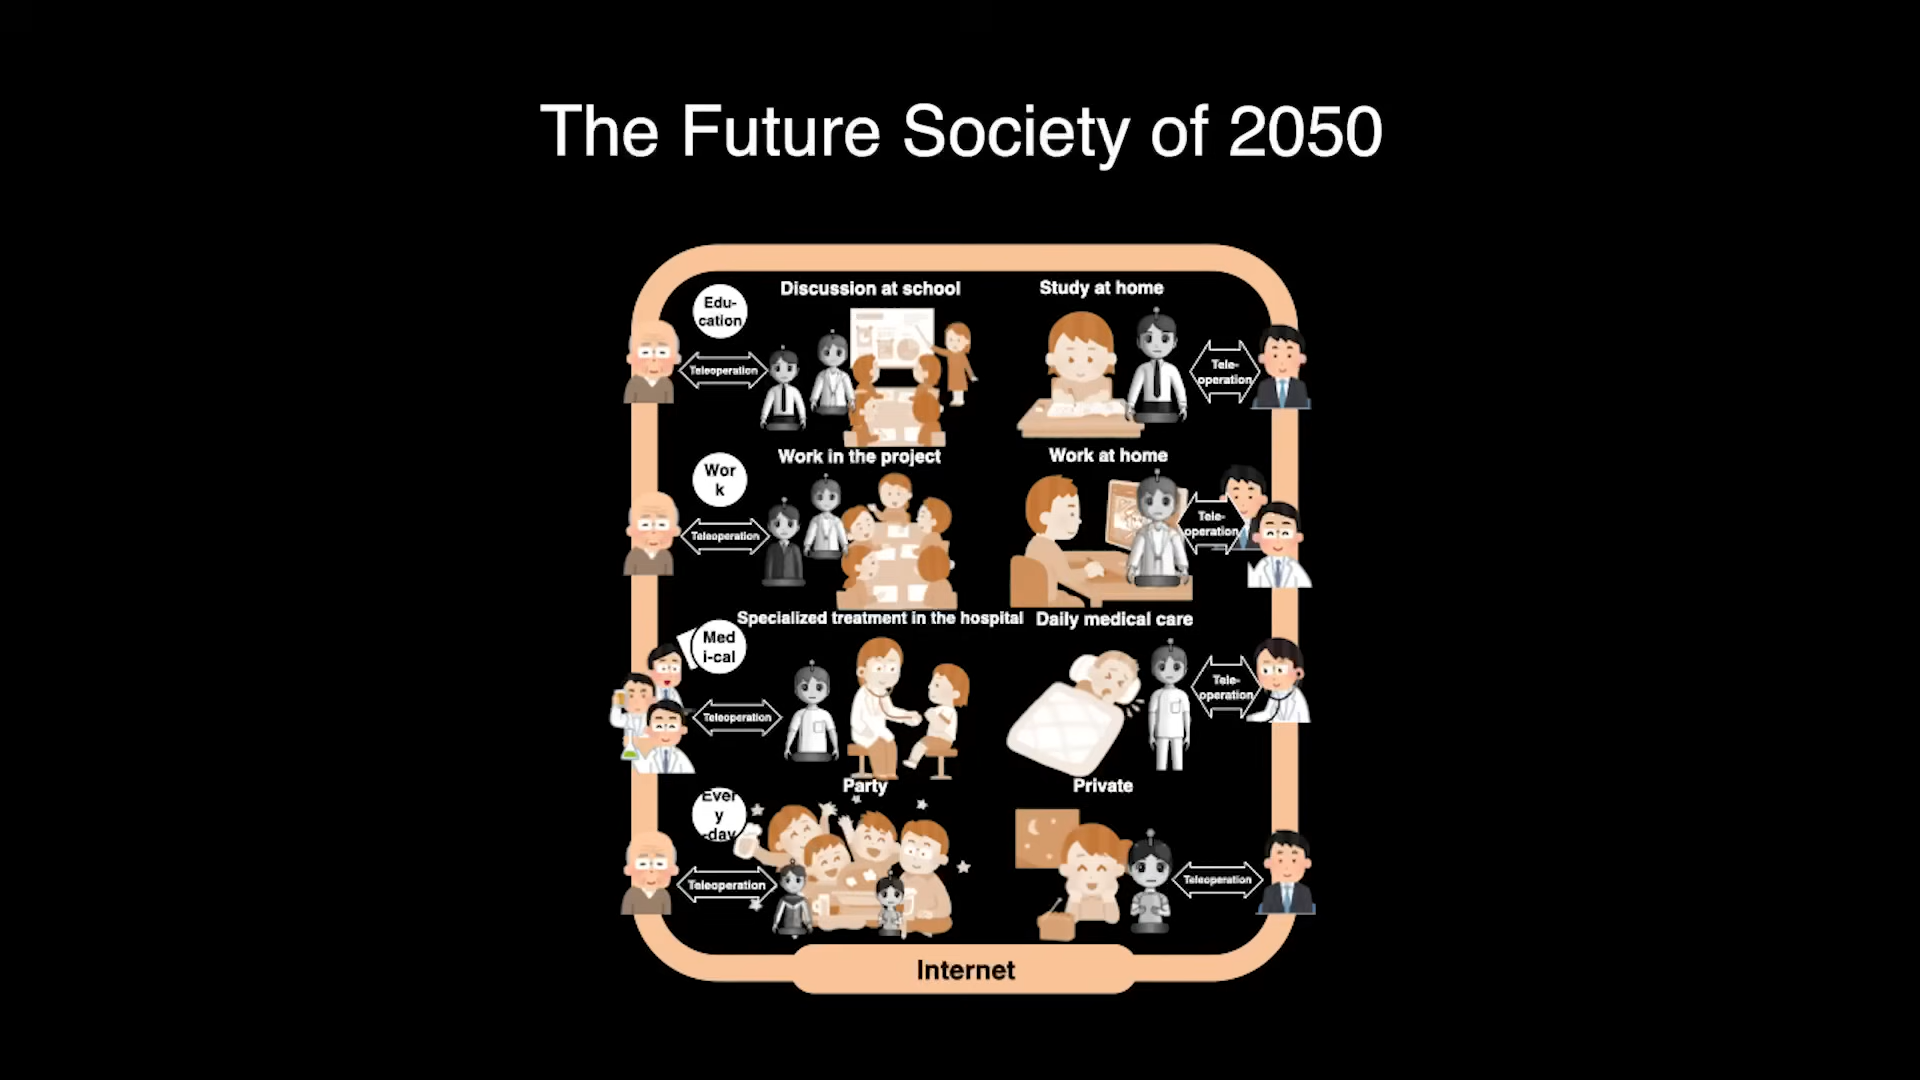 The Future Society of 2050
Discussion at school
Study at home
Edu-
cation
Teleoperation
Tele-
operation
Work in the project
Work at home
Wor
k
Teleoperation
Tele-
operation
Specialized treatment in the hospital
Daily medical care
Med
i-cal
Teleoperation
Tele-
operation
Party
Private
Ever
y
-day
Teleoperation
Teleoperation
Internet